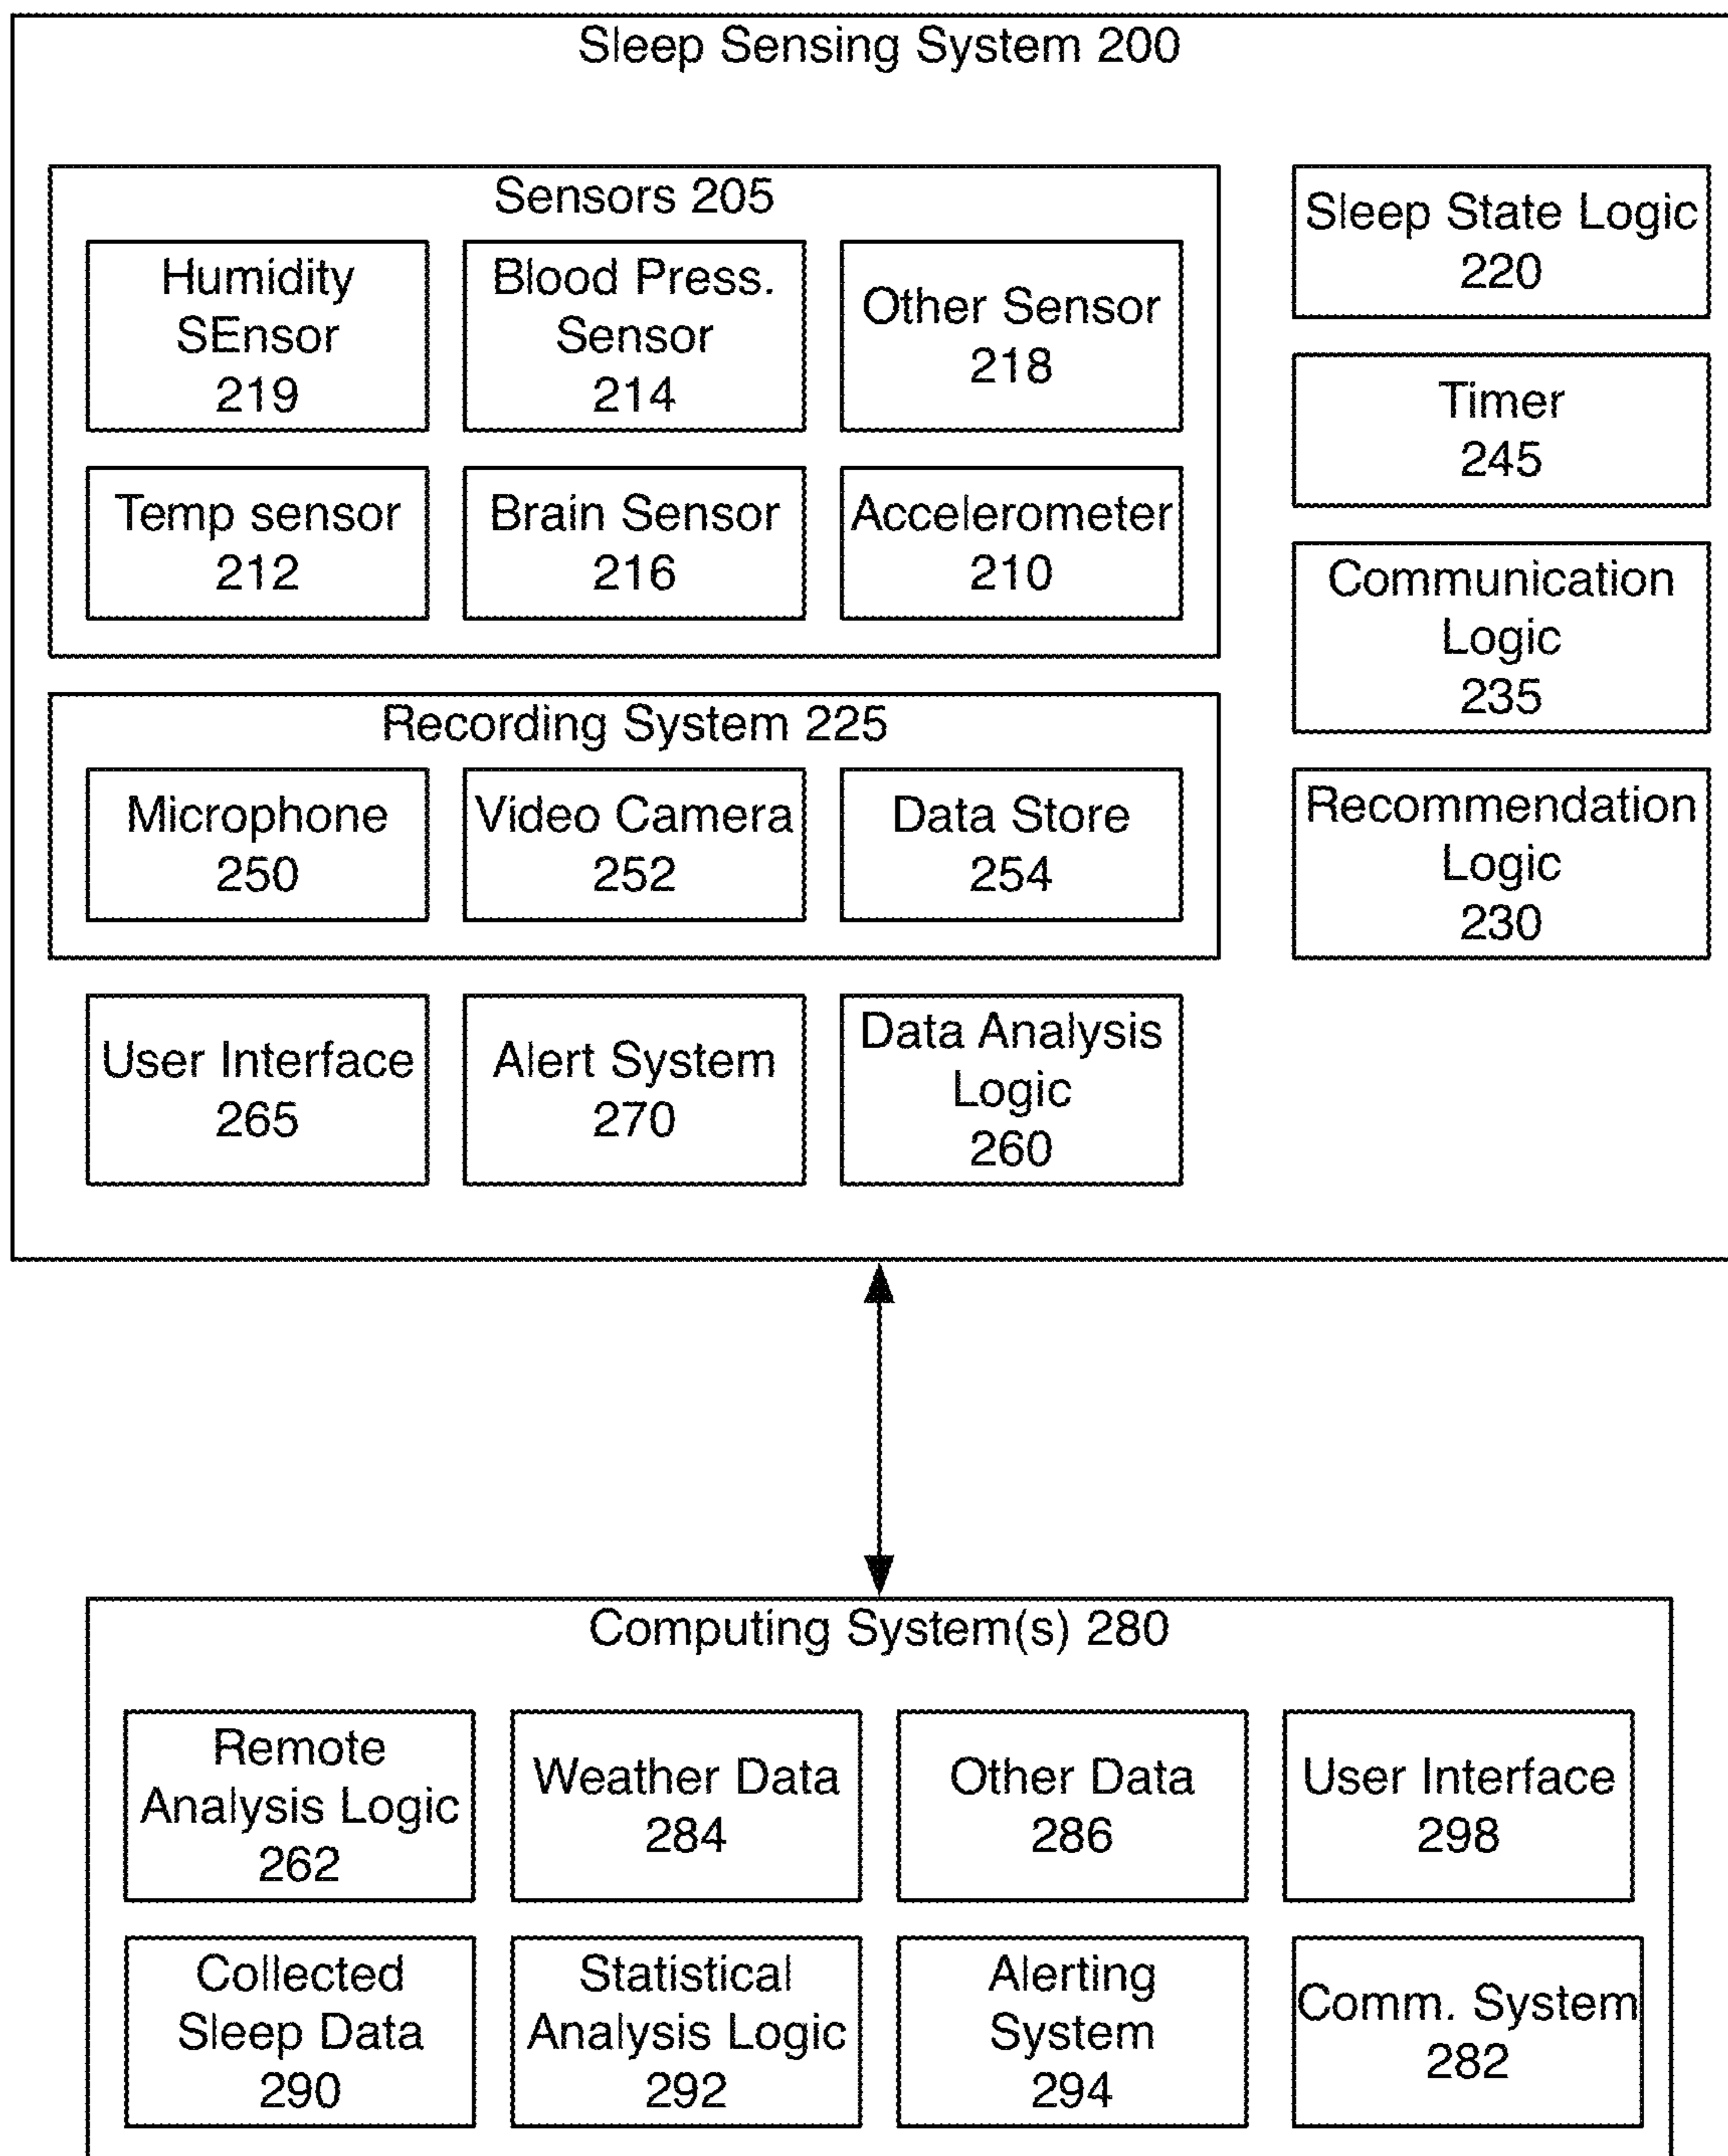 Sleep Sensing System 200
Sensors 205
Humidity
SEnsor
219
Blood Press.
Sensor
214
Other Sensor
218
Temp sensor
212
Brain Sensor
216
Accelerometer
210
Sleep State Logic
220
Timer
245
Communication
Logic
235
Recommendation
Logic
230
Recording System 225
Microphone
250
Video Camera
252
Data Store
254
User Interface
265
Alert System
270
Data Analysis
Logic
260
Computing System(s) 280
Remote
Analysis Logic
262
Weather Data
284
Other Data
286
User Interface
298
Collected
Sleep Data
290
Statistical
Analysis Logic
292
Alerting
System
294
Comm. System
282